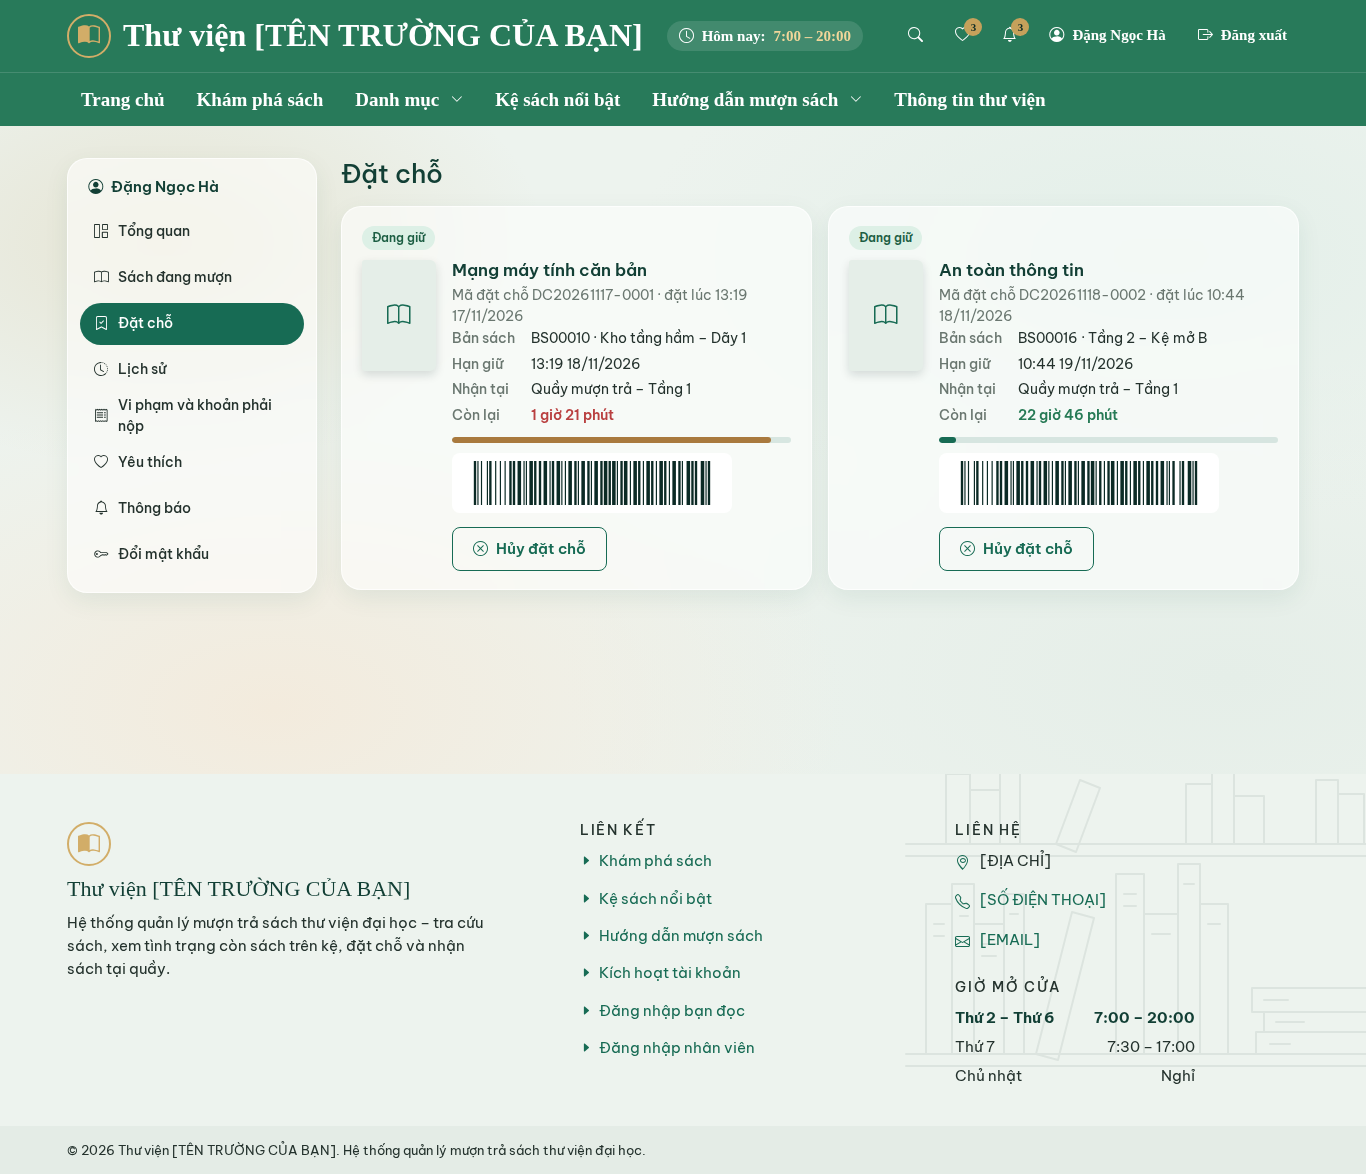 Thư viện [TÊN TRƯỜNG CỦA BẠN]
Hôm nay: 7:00 – 20:00
3
3
Đặng Ngọc Hà
Đăng xuất
Trang chủ
Khám phá sách
Danh mục
Kệ sách nổi bật
Hướng dẫn mượn sách
Thông tin thư viện
Đặng Ngọc Hà
Tổng quan
Sách đang mượn
Đặt chỗ
Lịch sử
Vi phạm và khoản phải
nộp
Yêu thích
Thông báo
Đổi mật khẩu
Đặt chỗ
Đang giữ
Mạng máy tính căn bản
Mã đặt chỗ DC20261117-0001 · đặt lúc 13:19
17/11/2026
Bản sách BS00010 · Kho tầng hầm – Dãy 1
Hạn giữ 13:19 18/11/2026
Nhận tại Quầy mượn trả – Tầng 1
Còn lại 1 giờ 21 phút
Hủy đặt chỗ
Đang giữ
An toàn thông tin
Mã đặt chỗ DC20261118-0002 · đặt lúc 10:44
18/11/2026
Bản sách BS00016 · Tầng 2 – Kệ mở B
Hạn giữ 10:44 19/11/2026
Nhận tại Quầy mượn trả – Tầng 1
Còn lại 22 giờ 46 phút
Hủy đặt chỗ
Thư viện [TÊN TRƯỜNG CỦA BẠN]
Hệ thống quản lý mượn trả sách thư viện đại học – tra cứu
sách, xem tình trạng còn sách trên kệ, đặt chỗ và nhận
sách tại quầy.
LIÊN KẾT
Khám phá sách
Kệ sách nổi bật
Hướng dẫn mượn sách
Kích hoạt tài khoản
Đăng nhập bạn đọc
Đăng nhập nhân viên
LIÊN HỆ
[ĐỊA CHỈ]
[SỐ ĐIỆN THOẠI]
[EMAIL]
GIỜ MỞ CỬA
Thứ 2 – Thứ 6 7:00 – 20:00
Thứ 7 7:30 – 17:00
Chủ nhật Nghỉ
© 2026 Thư viện [TÊN TRƯỜNG CỦA BẠN]. Hệ thống quản lý mượn trả sách thư viện đại học.